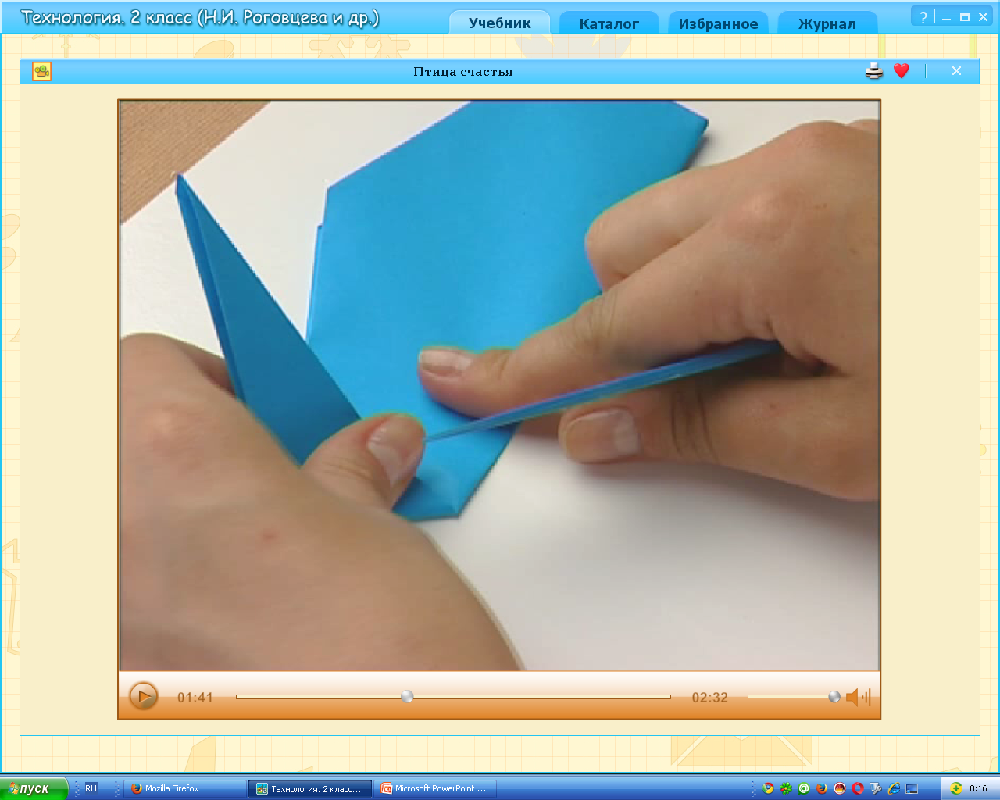 Технология. 2 класс (Н.И. Роговцева и др.)
Учебник
Каталог
Избранное
Журнал
?
Птица счастья
01:41
02:32
пуск
RU
Mozilla Firefox
Технология. 2 класс...
Microsoft PowerPoint ...
8:16